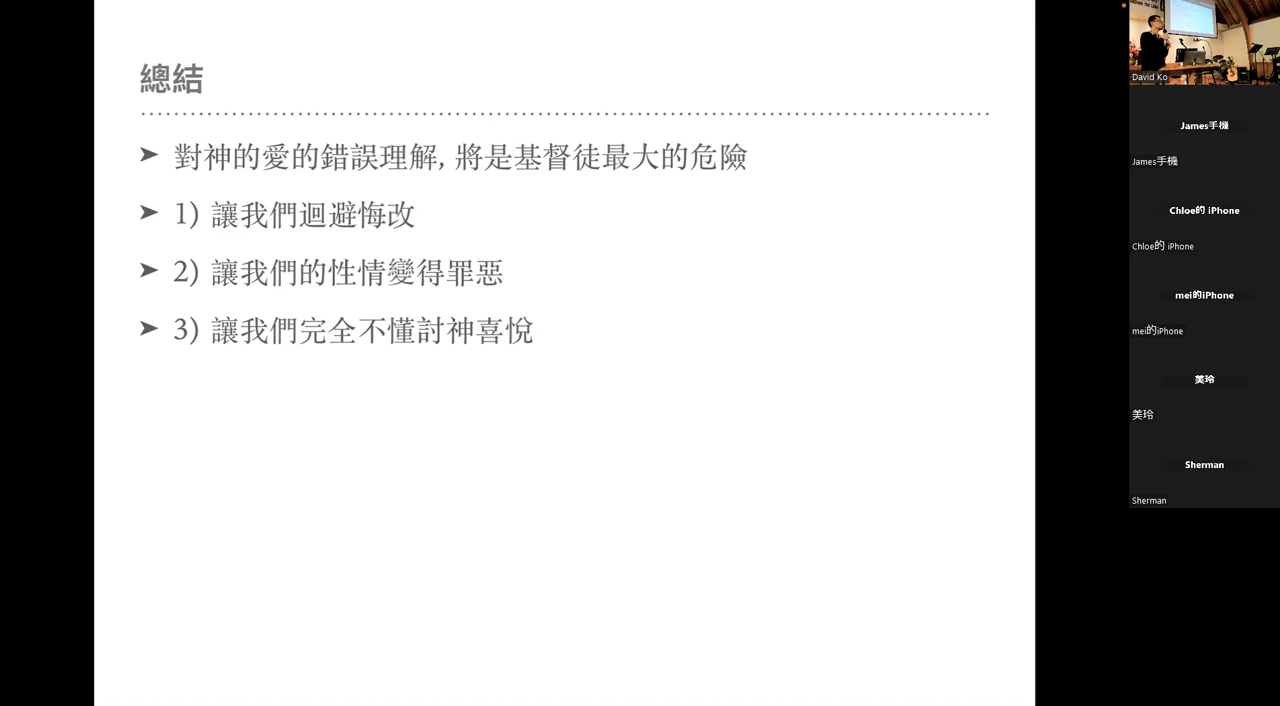 總結
➤ 對神的愛的錯誤理解, 將是基督徒最大的危險
➤ 1) 讓我們迴避悔改
➤ 2) 讓我們的性情變得罪惡
➤ 3) 讓我們完全不懂討神喜悅
David Ko
James手機
James手機
Chloe的 iPhone
Chloe的 iPhone
mei的iPhone
mei的iPhone
美玲
美玲
Sherman
Sherman